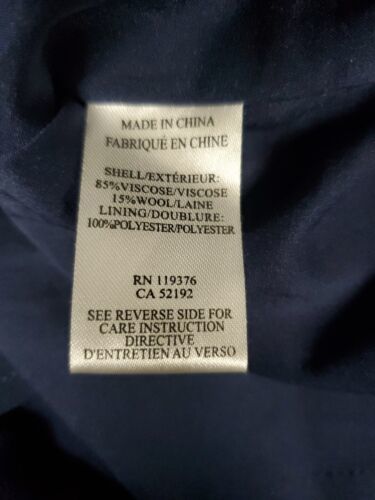 MADE IN CHINA
FABRIQUÉ EN CHINE
SHELL/EXTÉRIEUR:
85%VISCOSE/VISCOSE
15%WOOL/LAINE
LINING/DOUBLURE:
100%POLYESTER/POLYESTER
RN 119376
CA 52192
SEE REVERSE SIDE FOR
CARE INSTRUCTION
DIRECTIVE
D'ENTRETIEN AU VERSO